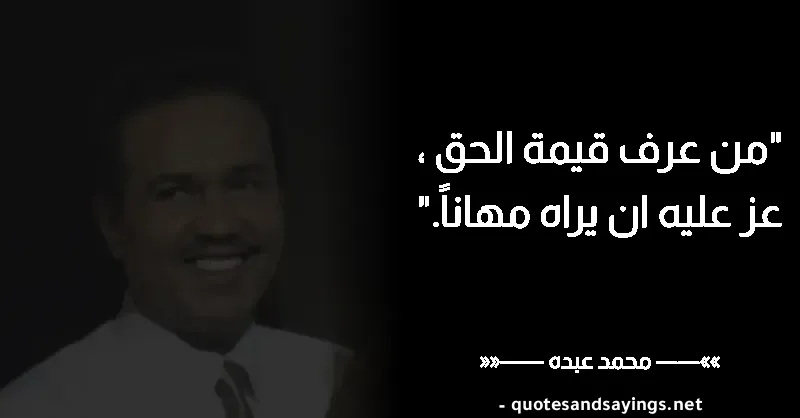 "من عرف قيمة الحق ،
عز عليه ان يراه مهاناً."
»»—— محمد عبده ——««
- quotesandsayings.net